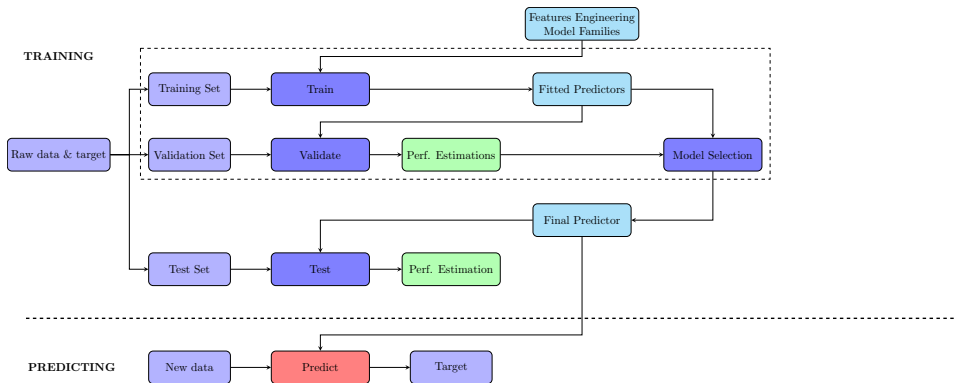 Features Engineering
Model Families
TRAINING
Training Set
Train
Fitted Predictors
Raw data & target
Validation Set
Validate
Perf. Estimations
Model Selection
Final Predictor
Test Set
Test
Perf. Estimation
PREDICTING
New data
Predict
Target